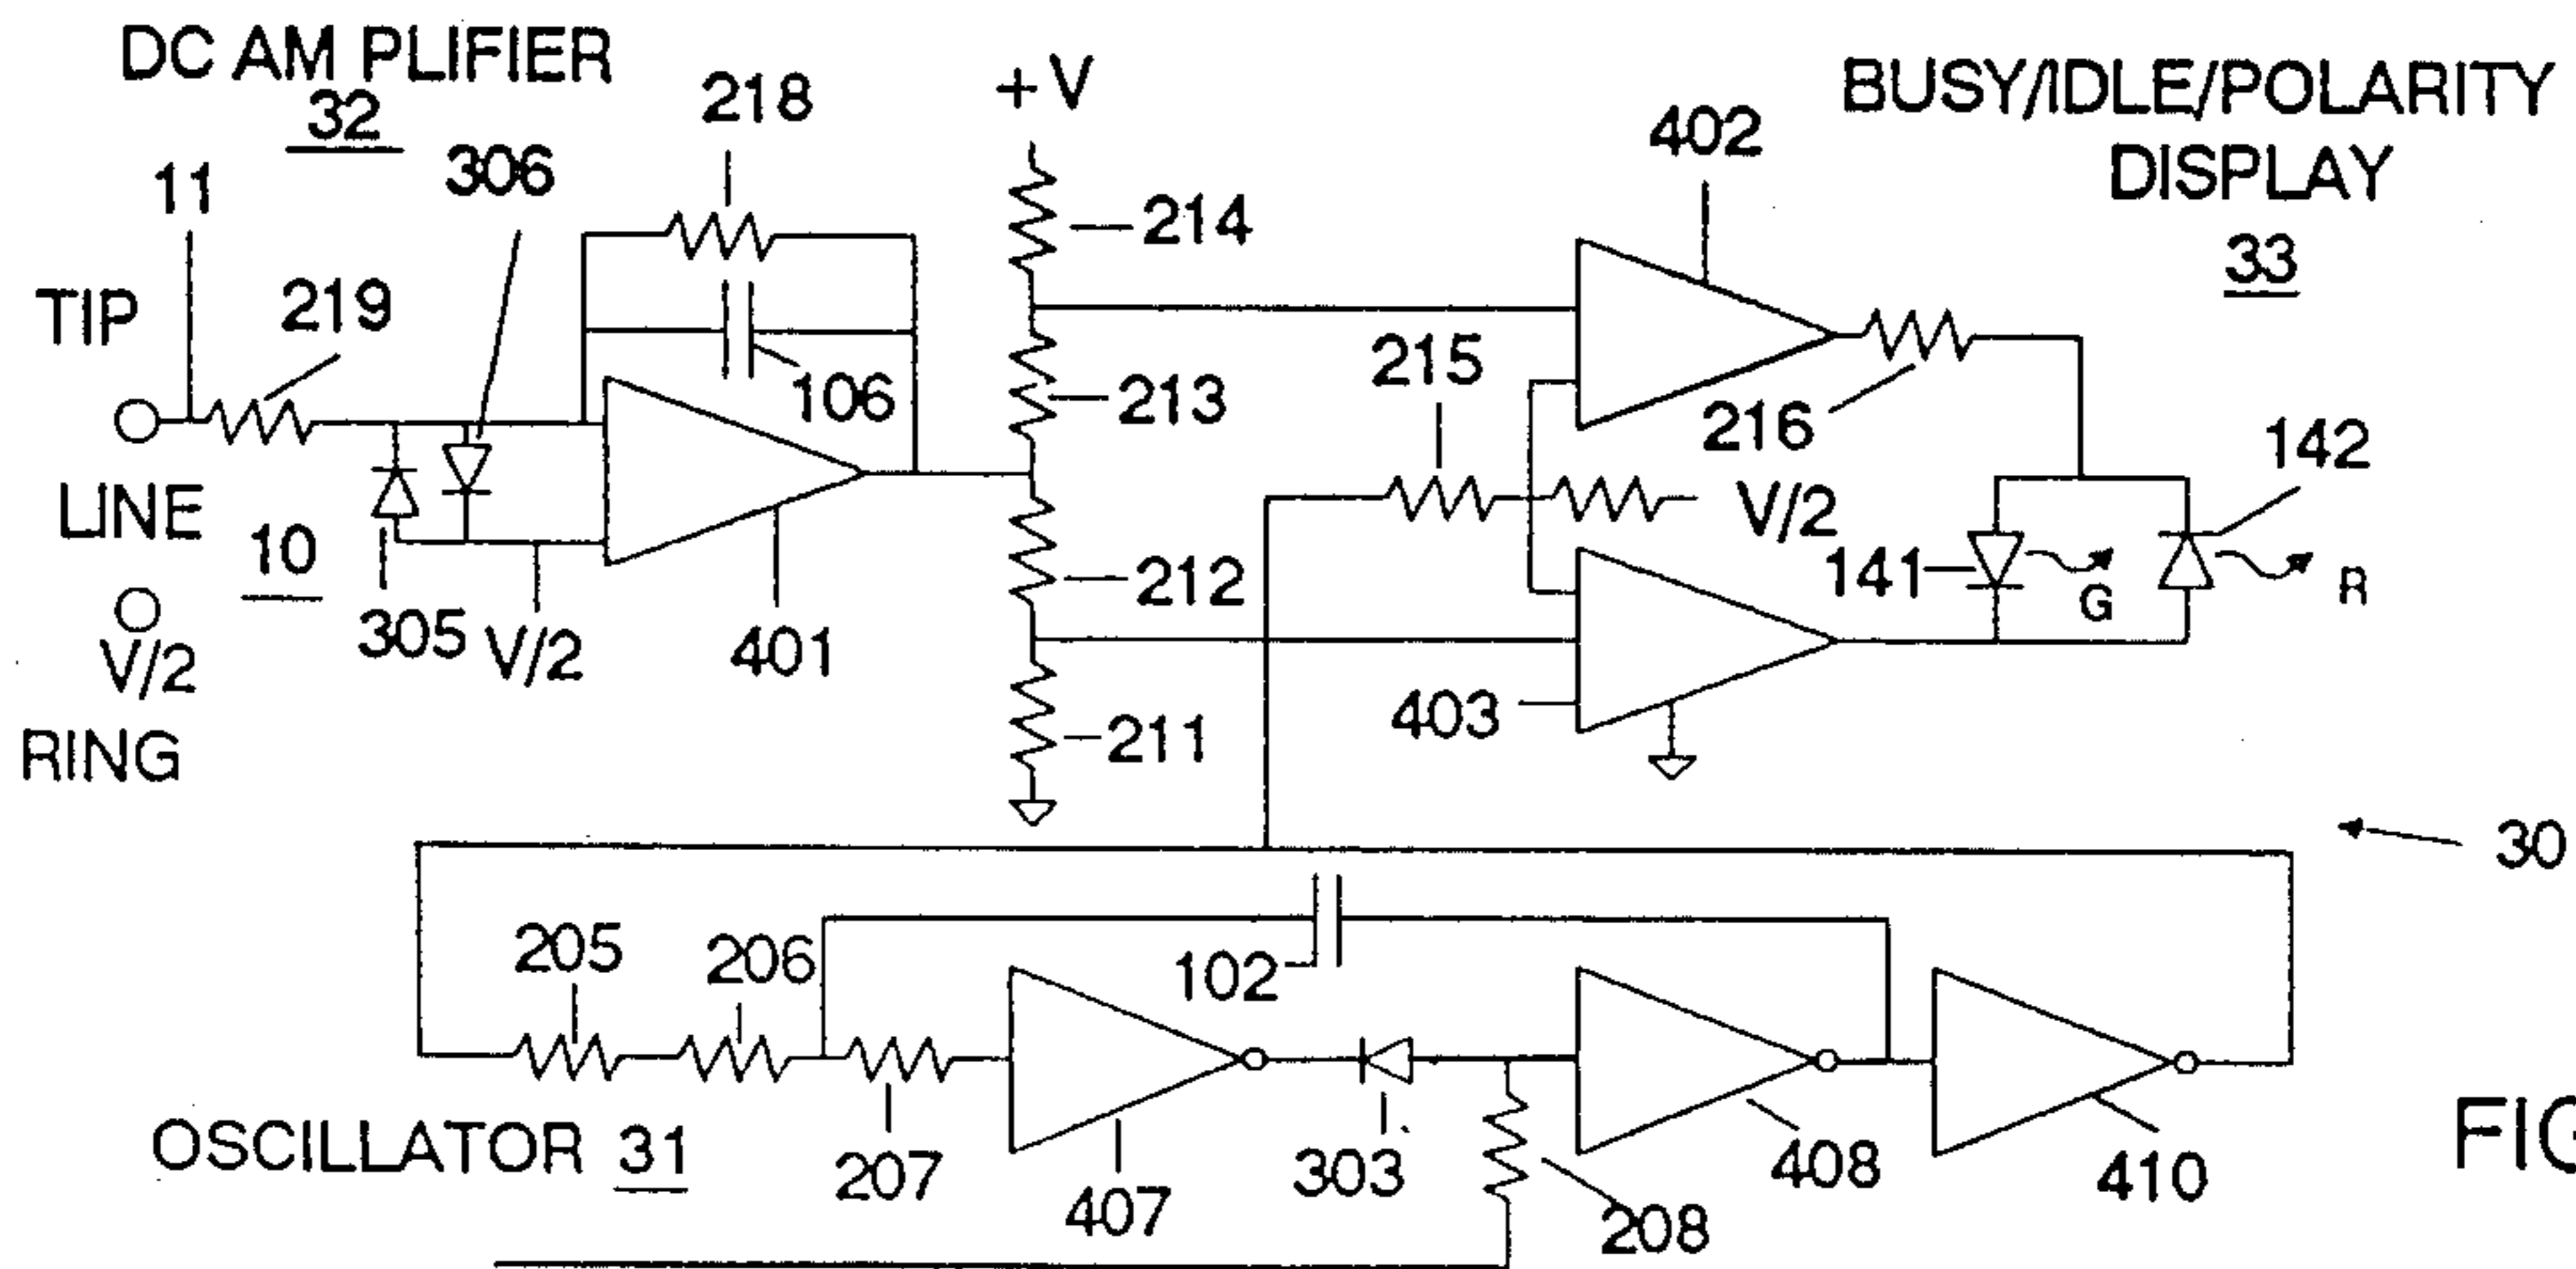 DC AM PLIFIER
32
BUSY/IDLE/POLARITY
DISPLAY
33
11
306
218
+V
402
214
TIP
219
106
213
215
216
142
LINE
10
V/2
141
G
R
305
V/2
401
212
V/2
RING
403
211
30
205
206
102
OSCILLATOR 31
207
407
303
208
408
410
FIG